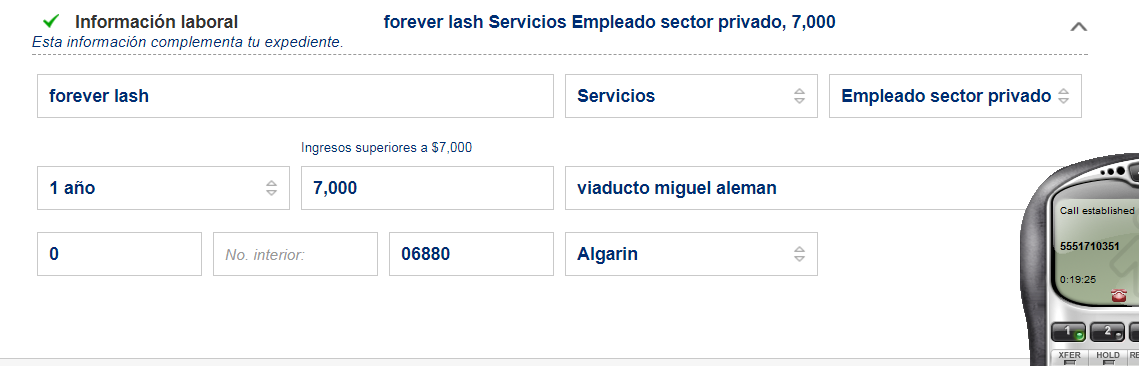 Información laboral
forever lash Servicios Empleado sector privado, 7,000
Esta información complementa tu expediente.
forever lash
Servicios
Empleado sector privado
Ingresos superiores a $7,000
1 año
7,000
viaducto miguel aleman
0
No. interior:
06880
Algarin
Call established
5551710351
0:19:25
1
2
XFER
HOLD